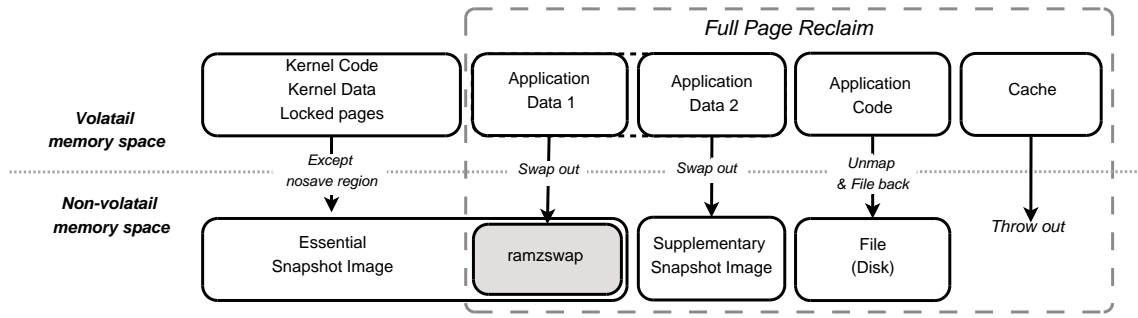 Full Page Reclaim
Kernel Code
Kernel Data
Locked pages
Application
Data 1
Application
Data 2
Application
Code
Cache
Volatail
memory space
Except
nosave region
Swap out
Swap out
Unmap
& File back
Non-volatail
memory space
Essential
Snapshot Image
ramzswap
Supplementary
Snapshot Image
File
(Disk)
Throw out